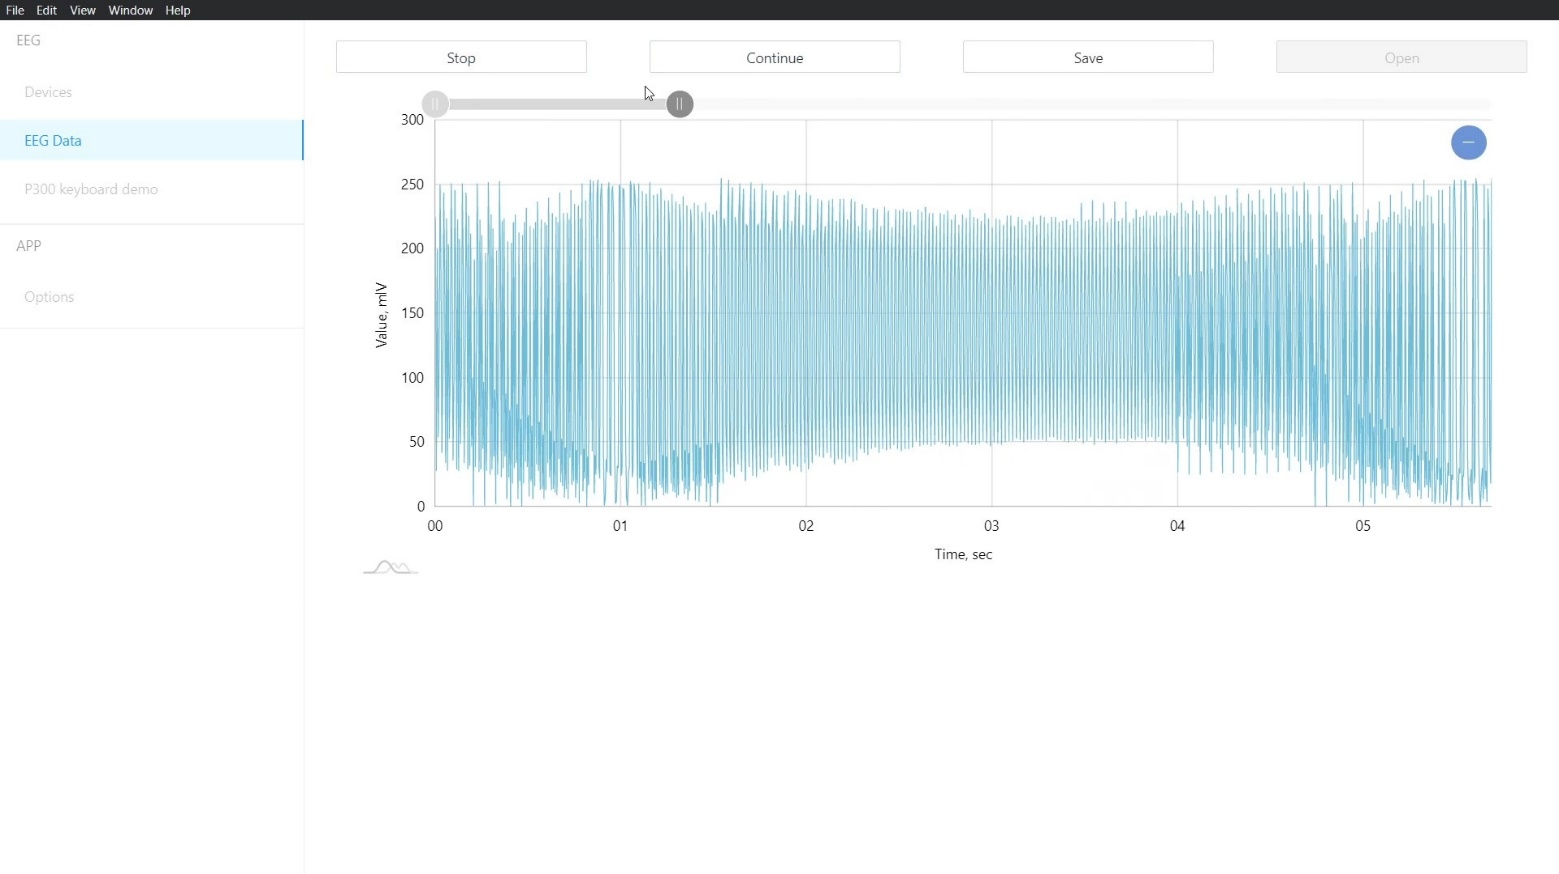 File Edit View Window Help
EEG
Devices
EEG Data
P300 keyboard demo
APP
Options
Stop Continue Save Open
300
250
200
150
100
50
0
Value, mlV
00 01 02 03 04 05
Time, sec